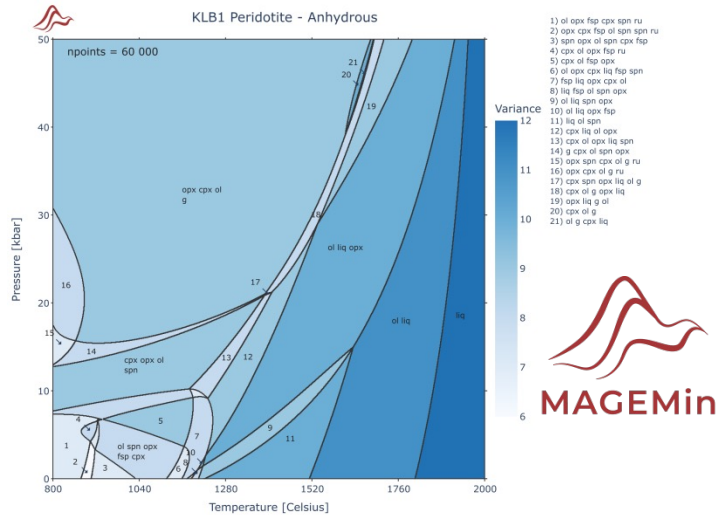 KLB1 Peridotite - Anhydrous
npoints = 60 000
Pressure [kbar]
50
40
30
20
10
0
800
1040
1280
1520
1760
2000
Temperature [Celsius]
opx cpx ol
g
21
20
19
18
17
16
15
14
cpx opx ol
spn
13
12
ol liq opx
ol liq
liq
4
5
1
ol spn opx
fsp cpx
2
3
7
10
8
6
9
11
Variance
12
11
10
9
8
7
6
1) ol opx fsp cpx spn ru
2) opx cpx fsp ol spn spn ru
3) spn opx ol spn cpx fsp
4) cpx ol opx fsp ru
5) cpx ol fsp opx
6) ol opx cpx liq fsp spn
7) fsp liq opx cpx ol
8) liq fsp ol spn opx
9) ol liq spn opx
10) ol liq opx fsp
11) liq ol spn
12) cpx liq ol opx
13) cpx ol opx liq spn
14) g cpx ol spn opx
15) opx spn cpx ol g ru
16) opx cpx ol g ru
17) cpx spn opx liq ol g
18) cpx ol g opx liq
19) opx liq g ol
20) cpx ol g
21) ol g cpx liq
MAGEMin